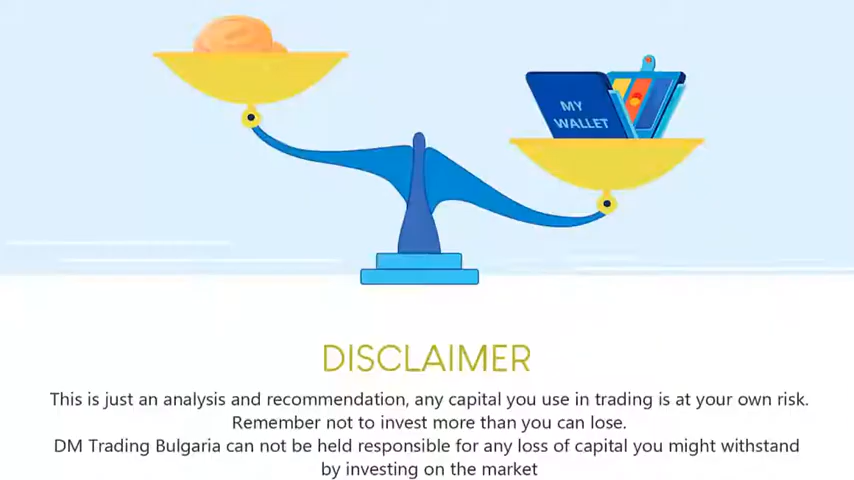 MY
WALLET
DISCLAIMER
This is just an analysis and recommendation, any capital you use in trading is at your own risk.
Remember not to invest more than you can lose.
DM Trading Bulgaria can not be held responsible for any loss of capital you might withstand
by investing on the market